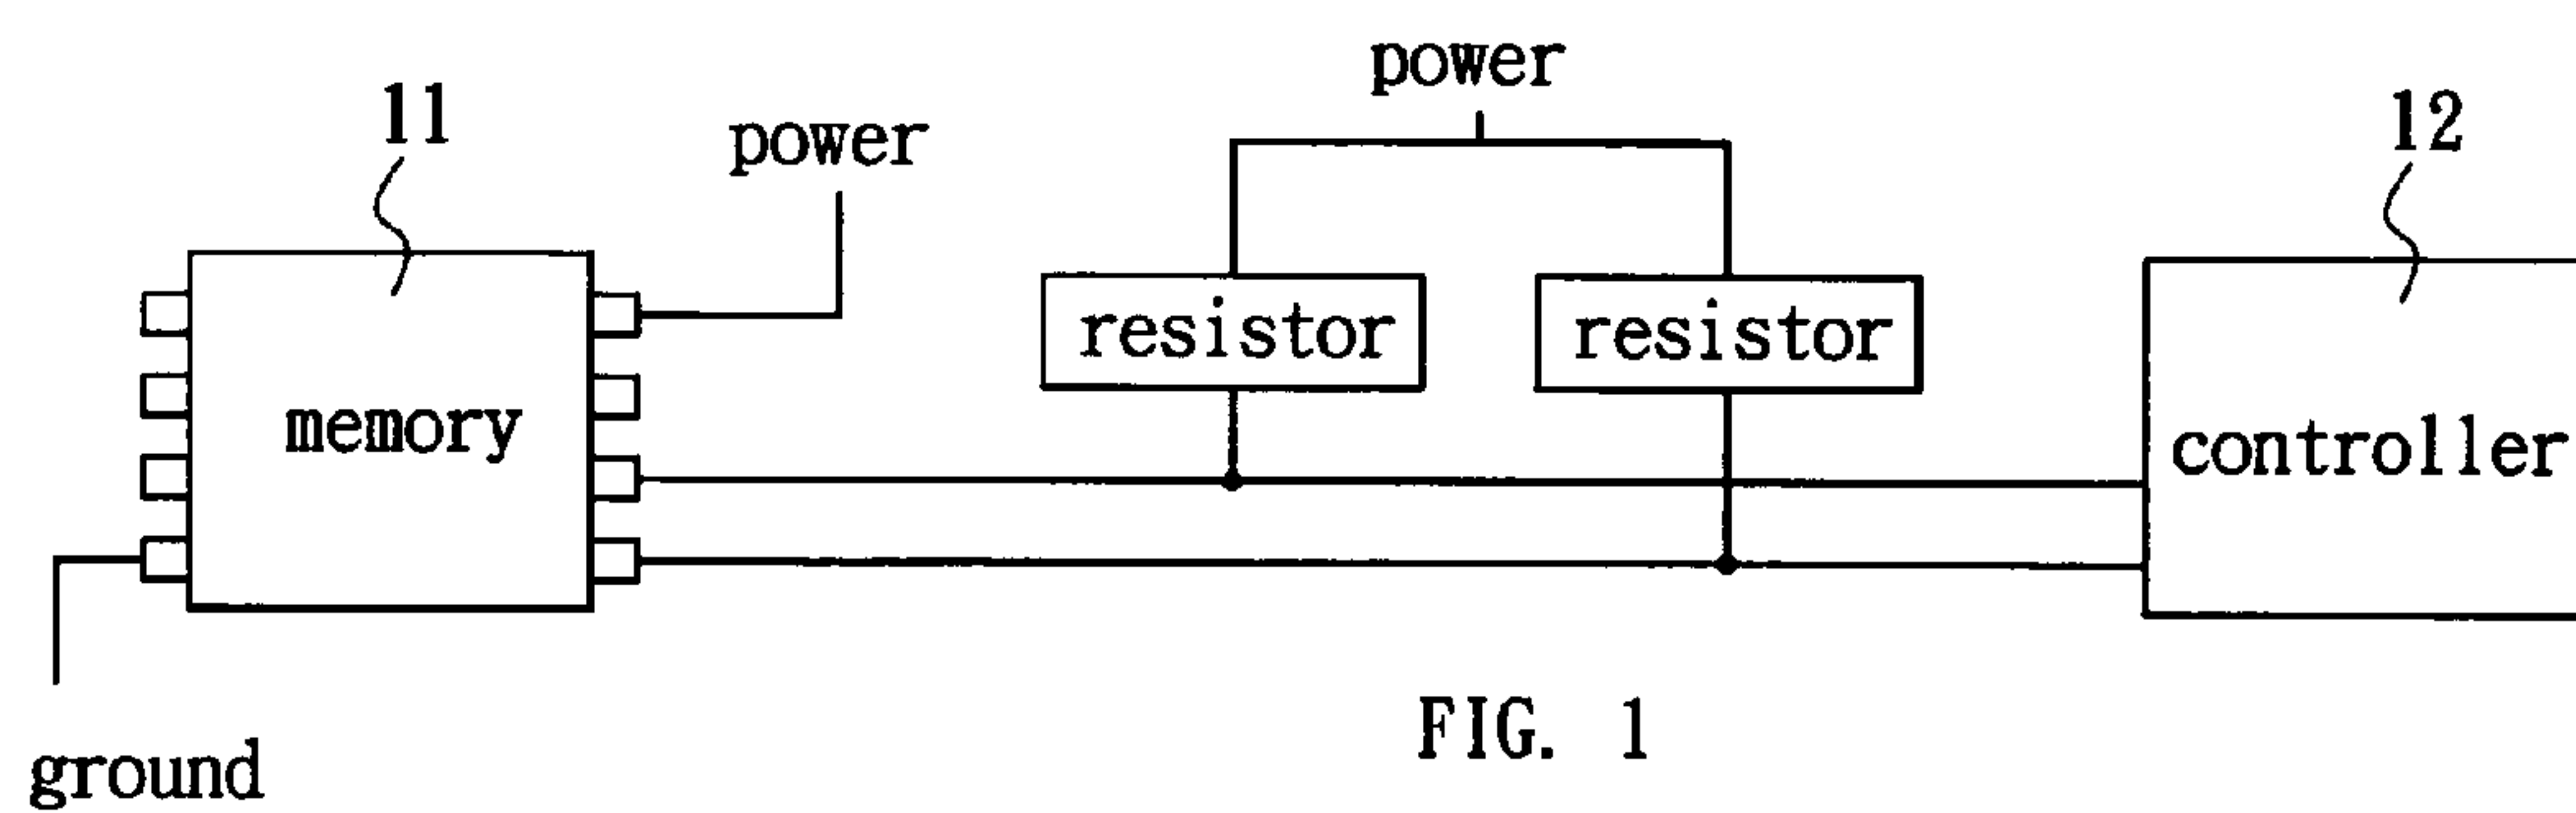 power
11
power
12
resistor
resistor
memory
controller
FIG. 1
ground